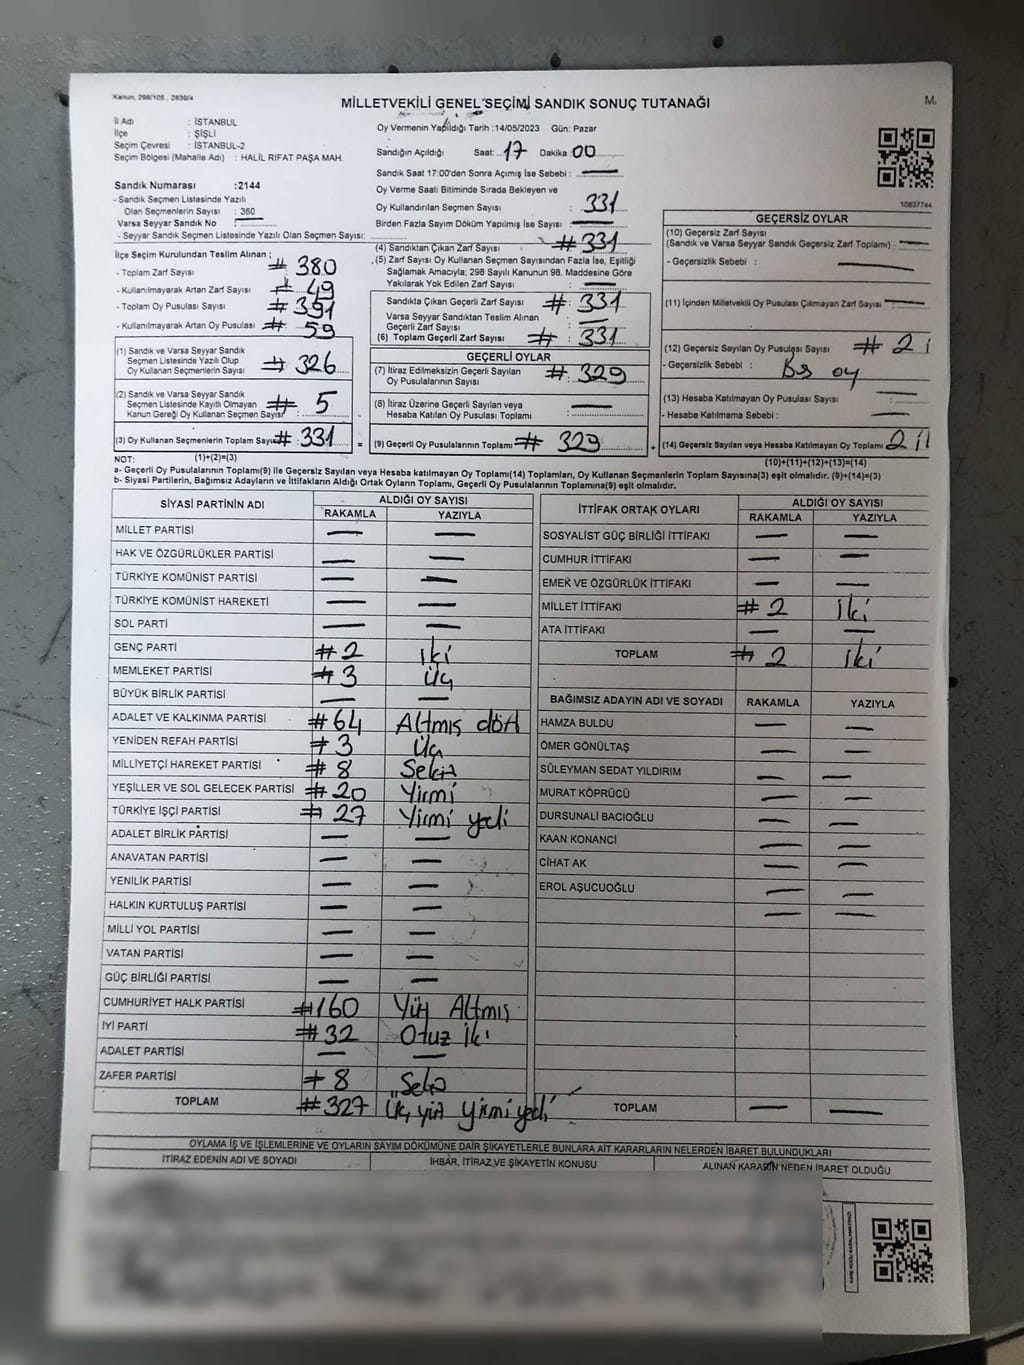 Kanun, 298/105 , 2839/4
M.
MİLLETVEKİLİ GENEL SEÇİMİ SANDIK SONUÇ TUTANAĞI
İl Adı : İSTANBUL
İlçe : ŞİŞLİ
Seçim Çevresi : İSTANBUL-2
Seçim Bölgesi (Mahalle Adı) : HALİL RIFAT PAŞA MAH.
Sandık Numarası :2144
- Sandık Seçmen Listesinde Yazılı
Olan Seçmenlerin Sayısı : 360
Varsa Seyyar Sandık No :
- Seyyar Sandık Seçmen Listesinde Yazılı Olan Seçmen Sayısı:
Oy Vermenin Yapıldığı Tarih :14/05/2023 Gün: Pazar
Sandığın Açıldığı Saat: 17 Dakika: 00
Sandık Saat 17:00'den Sonra Açımış İse Sebebi :
Oy Verme Saati Bitiminde Sırada Bekleyen ve
Oy Kullandırılan Seçmen Sayısı : 331
Birden Fazla Sayım Döküm Yapılmış İse Sayısı :
10837744
İlçe Seçim Kurulundan Teslim Alınan ;
- Toplam Zarf Sayısı # 380
- Kullanılmayarak Artan Zarf Sayısı # 49
- Toplam Oy Pusulası Sayısı # 391
- Kullanılmayarak Artan Oy Pusulası # 59
(1) Sandık ve Varsa Seyyar Sandık
Seçmen Listesinde Yazılı Olup
Oy Kullanan Seçmenlerin Sayısı # 326
(2) Sandık ve Varsa Seyyar Sandık
Seçmen Listesinde Kayıtlı Olmayan
Kanun Gereği Oy Kullanan Seçmen Sayısı # 5
(3) Oy Kullanan Seçmenlerin Toplam Sayısı # 331 =
(4) Sandıktan Çıkan Zarf Sayısı # 331
(5) Zarf Sayısı Oy Kullanan Seçmen Sayısından Fazla İse, Eşitliği
Sağlamak Amacıyla; 298 Sayılı Kanunun 98. Maddesine Göre
Yakılarak Yok Edilen Zarf Sayısı :
Sandıkta Çıkan Geçerli Zarf Sayısı #: 331
Varsa Seyyar Sandıktan Teslim Alınan
Geçerli Zarf Sayısı :
(6) Toplam Geçerli Zarf Sayısı # : 331
GEÇERLİ OYLAR
(7) İtiraz Edilmeksizin Geçerli Sayılan
Oy Pusulalarının Sayısı # : 329
(8) İtiraz Üzerine Geçerli Sayılan veya
Hesaba Katılan Oy Pusulası Toplamı :
(9) Geçerli Oy Pusulalarının Toplamı # 329 +
GEÇERSİZ OYLAR
(10) Geçersiz Zarf Sayısı
(Sandık ve Varsa Seyyar Sandık Geçersiz Zarf Toplamı) :
- Geçersizlik Sebebi :
(11) İçinden Milletvekili Oy Pusulası Çıkmayan Zarf Sayısı
(12) Geçersiz Sayılan Oy Pusulası Sayısı # 2
- Geçersizlik Sebebi : oy
(13) Hesaba Katılmayan Oy Pusulası Sayısı :
- Hesaba Katılmama Sebebi :
(14) Geçersiz Sayılan veya Hesaba Katılmayan Oy Toplamı 2
NOT: (1)+(2)=(3) (10)+(11)+(12)+(13)=(14)
a- Geçerli Oy Pusulalarının Toplamı(9) ile Geçersiz Sayılan veya Hesaba katılmayan Oy Toplamı(14) Toplamları, Oy Kullanan Seçmenlerin Toplam Sayısına(3) eşit olmalıdır. (9)+(14)=(3)
b- Siyasi Partilerin, Bağımsız Adayların ve İttifakların Aldığı Ortak Oyların Toplamı, Geçerli Oy Pusulalarının Toplamına(9) eşit olmalıdır.
SİYASİ PARTİNİN ADI ALDIĞI OY SAYISI
RAKAMLA YAZIYLA
MİLLET PARTİSİ
HAK VE ÖZGÜRLÜKLER PARTİSİ
TÜRKİYE KOMÜNİST PARTİSİ
TÜRKİYE KOMÜNİST HAREKETİ
SOL PARTİ
GENÇ PARTİ # 2 iki
MEMLEKET PARTİSİ # 3 Üç
BÜYÜK BİRLİK PARTİSİ
ADALET VE KALKINMA PARTİSİ # 64 Altmış dört
YENİDEN REFAH PARTİSİ # 3 Üç
MİLLİYETÇİ HAREKET PARTİSİ # 8 Sekiz
YEŞİLLER VE SOL GELECEK PARTİSİ # 20 Yirmi
TÜRKİYE İŞÇİ PARTİSİ # 27 Yirmi yedi
ADALET BİRLİK PARTİSİ
ANAVATAN PARTİSİ
YENİLİK PARTİSİ
HALKIN KURTULUŞ PARTİSİ
MİLLİ YOL PARTİSİ
VATAN PARTİSİ
GÜÇ BİRLİĞİ PARTİSİ
CUMHURİYET HALK PARTİSİ # 160 Yüz Altmış
İYİ PARTİ # 32 Otuz İki
ADALET PARTİSİ
ZAFER PARTİSİ # 8 Sekiz
TOPLAM # 327 Üç yüz yirmi yedi
İTTİFAK ORTAK OYLARI ALDIĞI OY SAYISI
RAKAMLA YAZIYLA
SOSYALİST GÜÇ BİRLİĞİ İTTİFAKI
CUMHUR İTTİFAKI
EMEK VE ÖZGÜRLÜK İTTİFAKI
MİLLET İTTİFAKI # 2 İki
ATA İTTİFAKI
TOPLAM # 2 iki
BAĞIMSIZ ADAYIN ADI VE SOYADI RAKAMLA YAZIYLA
HAMZA BULDU
ÖMER GÖNÜLTAŞ
SÜLEYMAN SEDAT YILDIRIM
MURAT KÖPRÜCÜ
DURSUNALİ BACIOĞLU
KAAN KONANCİ
CİHAT AK
EROL AŞUCUOĞLU
TOPLAM
OYLAMA İŞ VE İŞLEMLERİNE VE OYLARIN SAYIM DÖKÜMÜNE DAİR ŞİKAYETLERLE BUNLARA AİT KARARLARIN NELERDEN İBARET BULUNDUKLARI
İTİRAZ EDENİN ADI VE SOYADI İHBAR, İTİRAZ VE ŞİKAYETİN KONUSU ALINAN KARARIN NEDEN İBARET OLDUĞU
KARE KODU KARALAMAYINIZ!